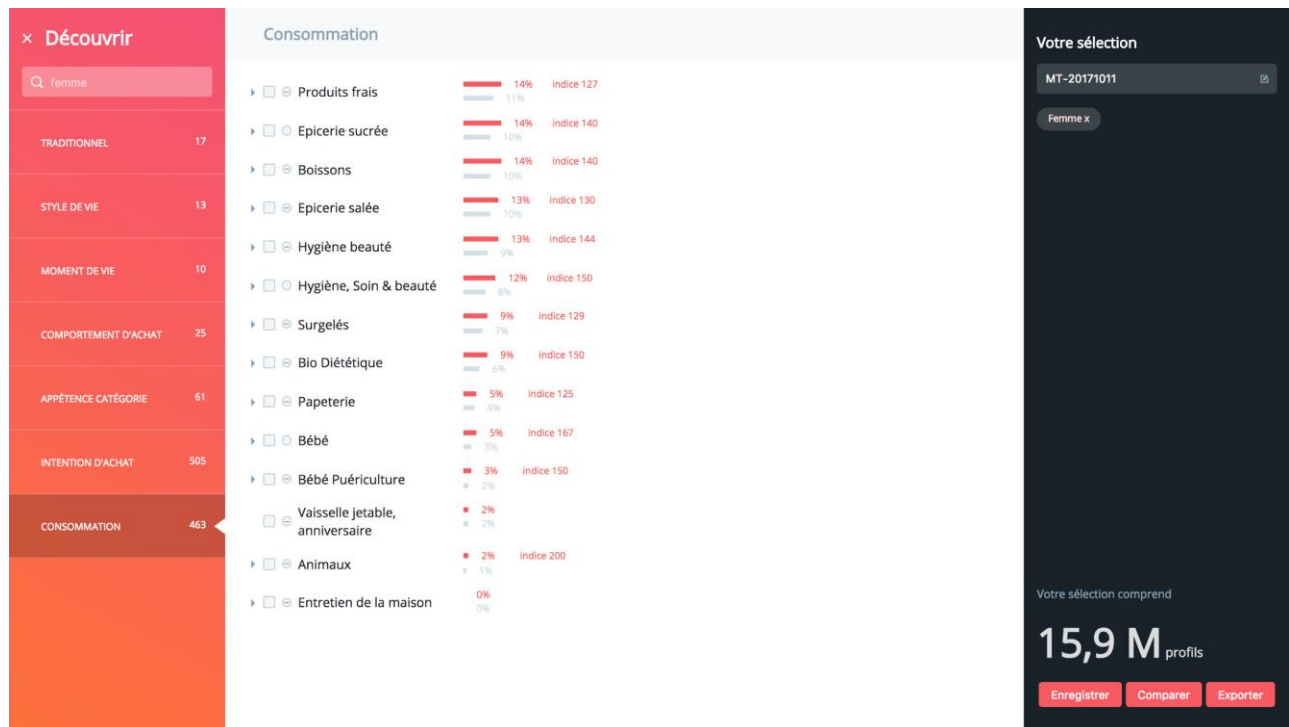 × Découvrir
femme
TRADITIONNEL 17
STYLE DE VIE 13
MOMENT DE VIE 10
COMPORTEMENT D'ACHAT 25
APPÉTENCE CATÉGORIE 61
INTENTION D'ACHAT 505
CONSOMMATION 463
Consommation
Produits frais 14% indice 127
11%
Epicerie sucrée 14% indice 140
10%
Boissons 14% indice 140
10%
Epicerie salée 13% indice 130
10%
Hygiène beauté 13% indice 144
9%
Hygiène, Soin & beauté 12% indice 150
8%
Surgelés 9% indice 129
7%
Bio Diététique 9% indice 150
6%
Papeterie 5% indice 125
4%
Bébé 5% indice 167
3%
Bébé Puériculture 3% indice 150
2%
Vaisselle jetable, 2%
anniversaire 2%
Animaux 2% indice 200
1%
Entretien de la maison 0%
0%
Votre sélection
MT-20171011
Femme x
Votre sélection comprend
15,9 M profils
Enregistrer Comparer Exporter